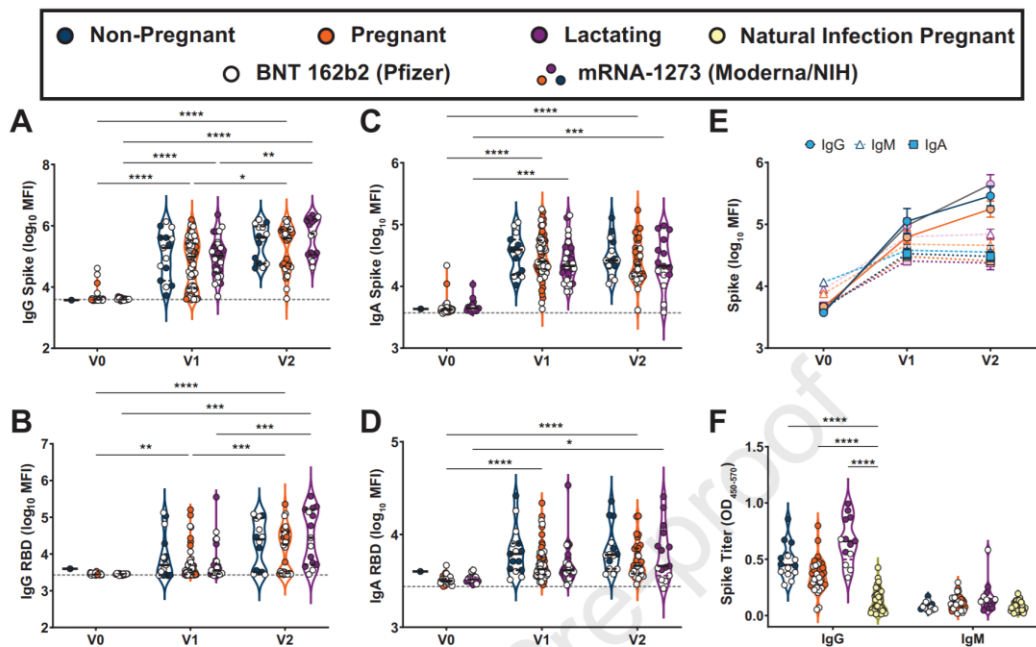 Non-Pregnant Pregnant Lactating Natural Infection Pregnant
BNT 162b2 (Pfizer) mRNA-1273 (Moderna/NIH)
A
****
****
**** **
**** *
IgG Spike (log10 MFI)
8
6
4
2
V0 V1 V2
C
****
***
****
***
IgA Spike (log10 MFI)
6
5
4
3
V0 V1 V2
E
IgG IgM IgA
Spike (log10 MFI)
6
5
4
3
V0 V1 V2
B
****
***
***
** ***
IgG RBD (log10 MFI)
7
6
5
4
3
2
V0 V1 V2
D
****
*
****
IgA RBD (log10 MFI)
5
4
3
V0 V1 V2
F
****
****
****
Spike Titer (OD450-570)
1.5
1.0
0.5
0.0
IgG IgM
re proof